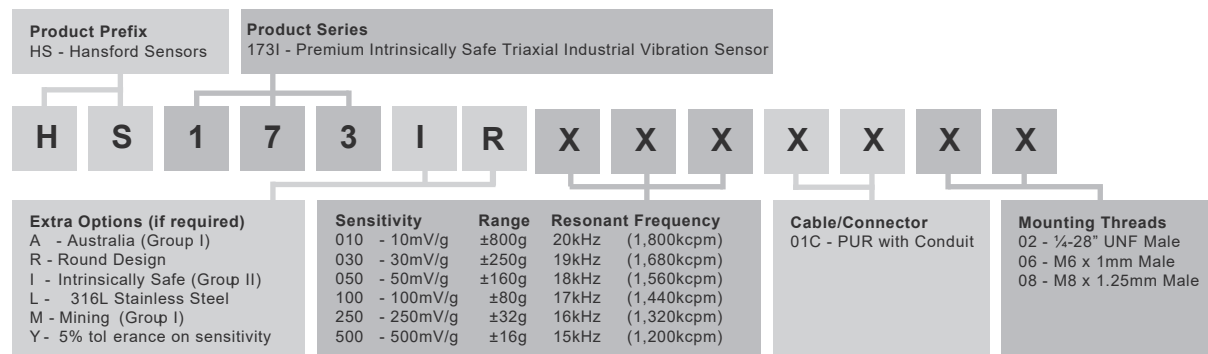 Product Prefix
HS - Hansford Sensors
Product Series
173I - Premium Intrinsically Safe Triaxial Industrial Vibration Sensor
H S 1 7 3 I R X X X X X X X
Extra Options (if required)
A - Australia (Group I)
R - Round Design
I - Intrinsically Safe (Group II)
L - 316L Stainless Steel
M - Mining (Group I)
Y - 5% tol erance on sensitivity
Sensitivity Range Resonant Frequency
010 - 10mV/g ±800g 20kHz (1,800kcpm)
030 - 30mV/g ±250g 19kHz (1,680kcpm)
050 - 50mV/g ±160g 18kHz (1,560kcpm)
100 - 100mV/g ±80g 17kHz (1,440kcpm)
250 - 250mV/g ±32g 16kHz (1,320kcpm)
500 - 500mV/g ±16g 15kHz (1,200kcpm)
Cable/Connector
01C - PUR with Conduit
Mounting Threads
02 - ¼-28" UNF Male
06 - M6 x 1mm Male
08 - M8 x 1.25mm Male